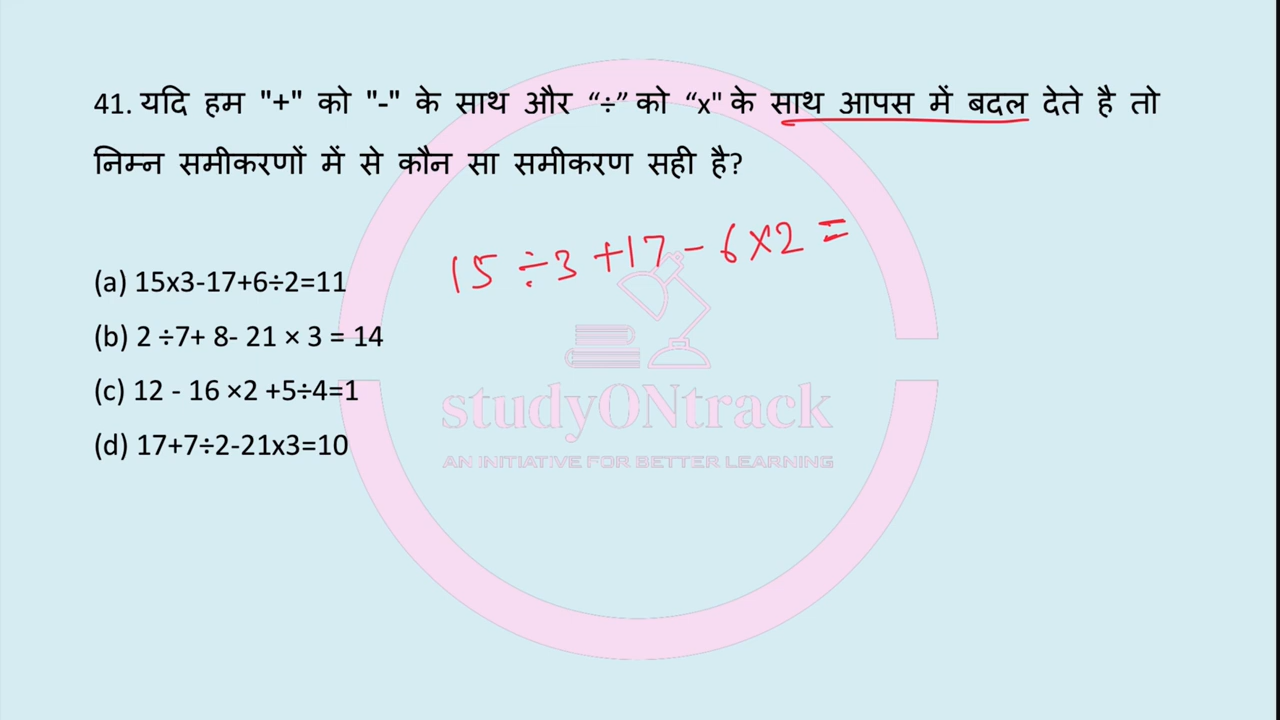 41. यदि हम "+" को "-" के साथ और “÷” को “x" के साथ आपस में बदल देते है तो
निम्न समीकरणों में से कौन सा समीकरण सही है?
15 ÷ 3 + 17 - 6 × 2 =
(a) 15x3-17+6÷2=11
(b) 2 ÷7+ 8- 21 × 3 = 14
(c) 12 - 16 ×2 +5÷4=1
(d) 17+7÷2-21x3=10
studyONtrack
AN INITIATIVE FOR BETTER LEARNING